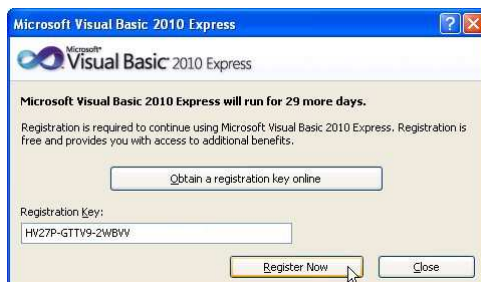 Microsoft Visual Basic 2010 Express
Microsoft®
Visual Basic® 2010 Express
Microsoft Visual Basic 2010 Express will run for 29 more days.
Registration is required to continue using Microsoft Visual Basic 2010 Express. Registration is
free and provides you with access to additional benefits.
Obtain a registration key online
Registration Key:
HV27P-GTTV9-2WBVV
Register Now
Close